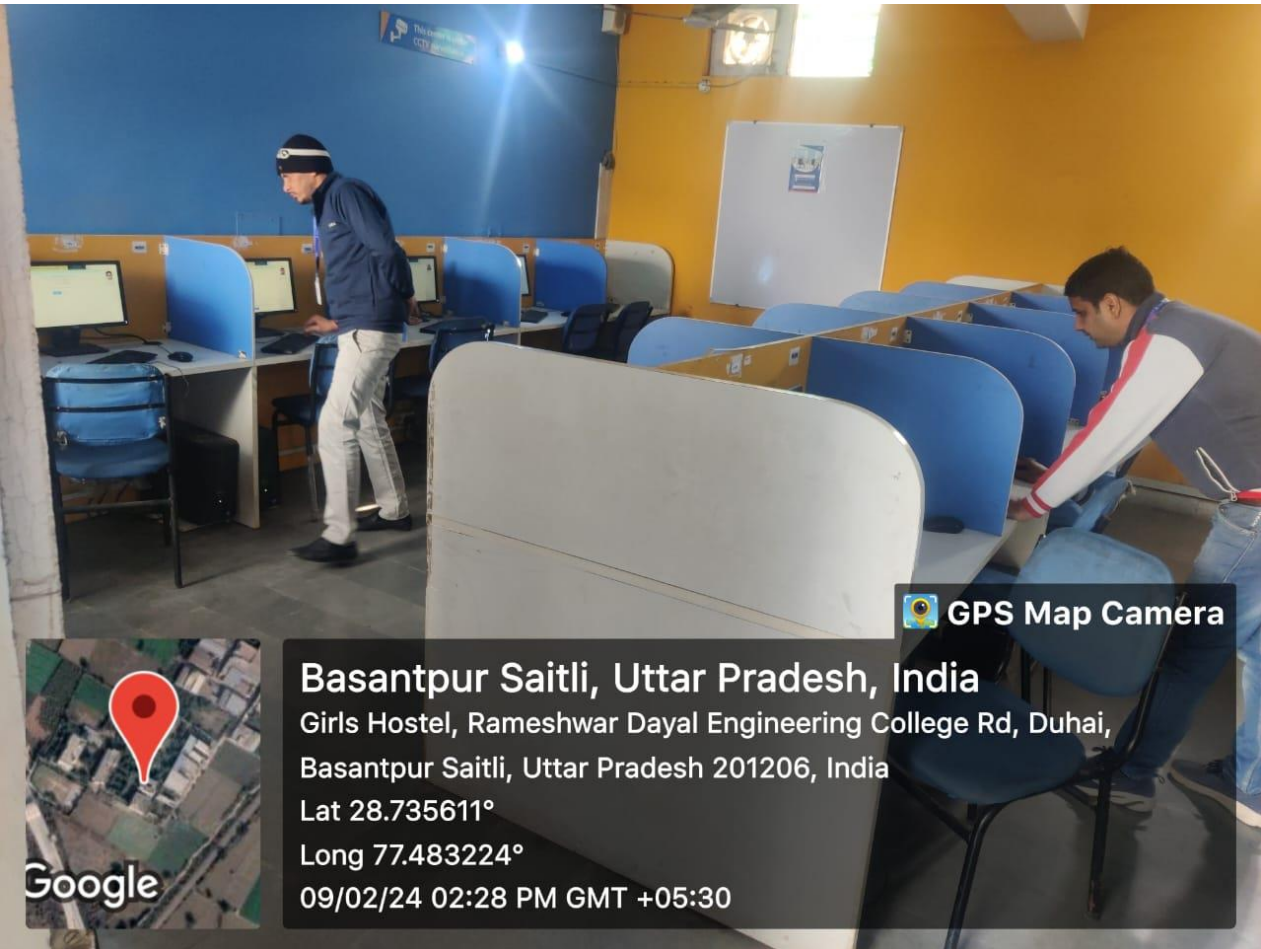 This
CCTV
GPS Map Camera
Basantpur Saitli, Uttar Pradesh, India
Girls Hostel, Rameshwar Dayal Engineering College Rd, Duhai,
Basantpur Saitli, Uttar Pradesh 201206, India
Lat 28.735611°
Long 77.483224°
09/02/24 02:28 PM GMT +05:30
Google